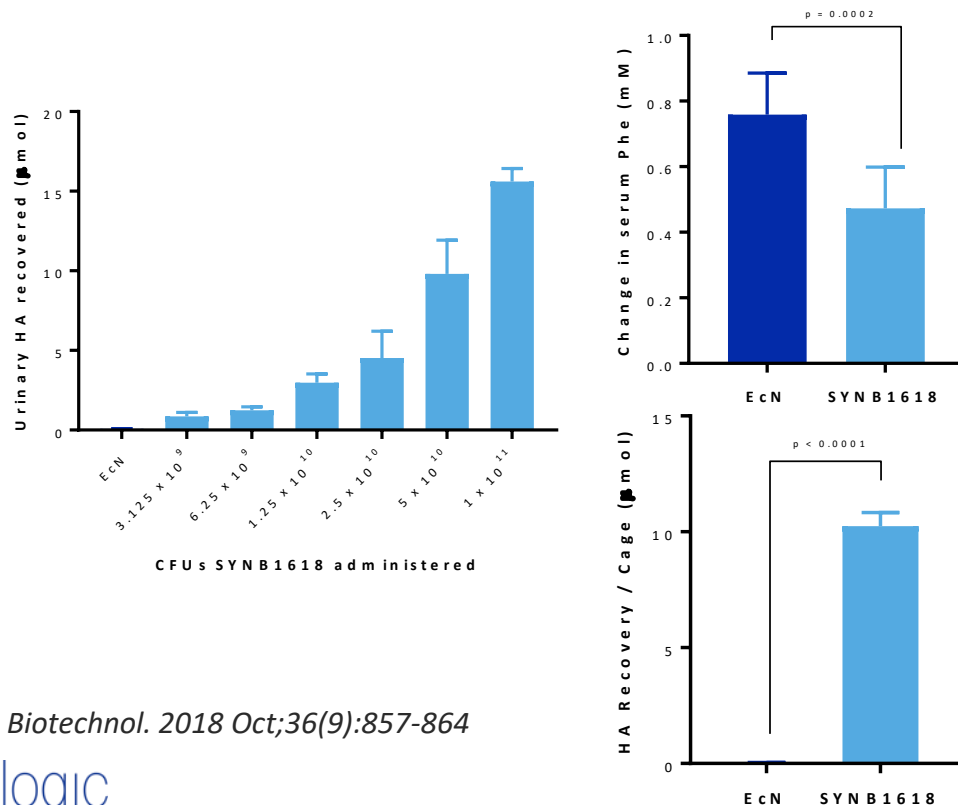 Urinary HA recovered (μmol)
20
15
10
5
0
EcN
3.125 x 10^9
6.25 x 10^9
1.25 x 10^10
2.5 x 10^10
5 x 10^10
1 x 10^11
CFUs SYNB1618 administered
p = 0.0002
Change in serum Phe (mM)
1.0
0.8
0.6
0.4
0.2
0.0
EcN SYNB1618
p < 0.0001
HA Recovery / Cage (μmol)
15
10
5
0
EcN SYNB1618
Biotechnol. 2018 Oct;36(9):857-864
logic